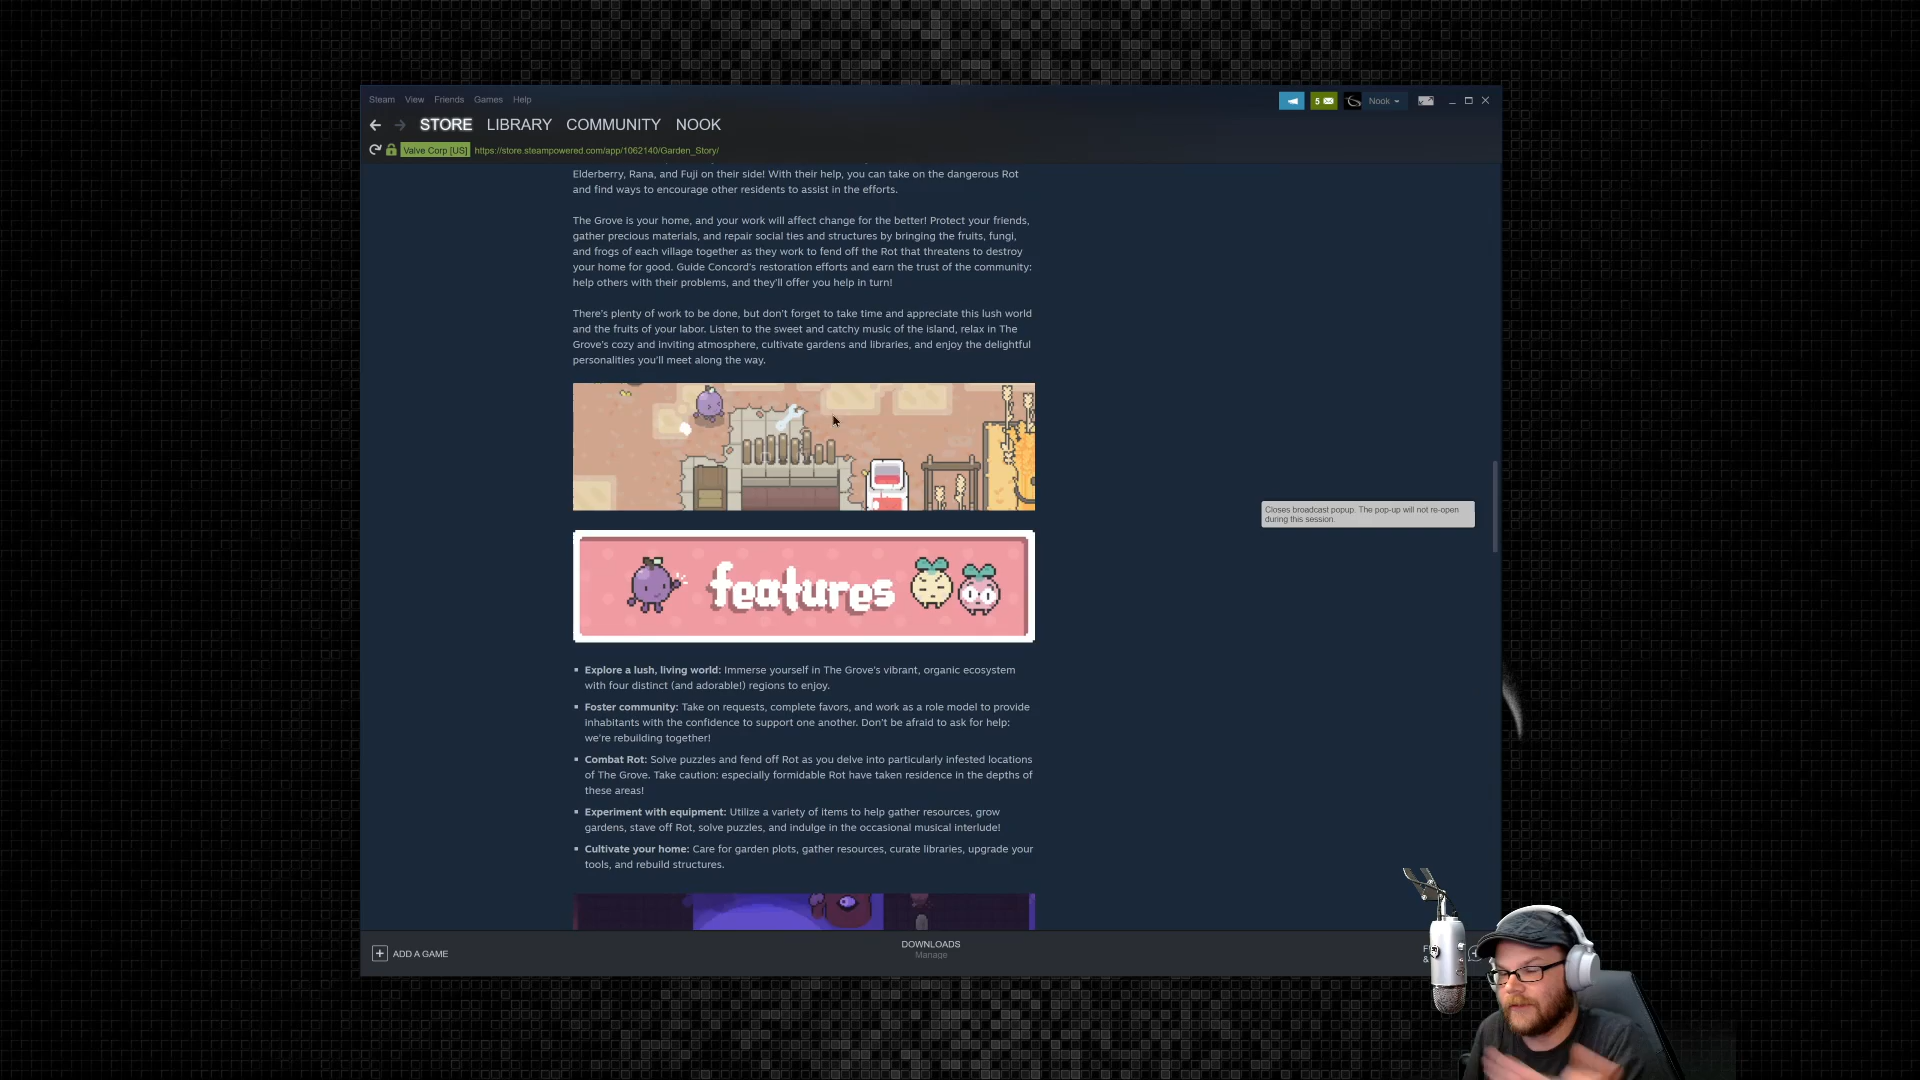 Steam View Friends Games Help
5 Nook
STORE LIBRARY COMMUNITY NOOK
Valve Corp [US] https://store.steampowered.com/app/1062140/Garden_Story/
Elderberry, Rana, and Fuji on their side! With their help, you can take on the dangerous Rot
and find ways to encourage other residents to assist in the efforts.
The Grove is your home, and your work will affect change for the better! Protect your friends,
gather precious materials, and repair social ties and structures by bringing the fruits, fungi,
and frogs of each village together as they work to fend off the Rot that threatens to destroy
your home for good. Guide Concord's restoration efforts and earn the trust of the community:
help others with their problems, and they'll offer you help in turn!
There's plenty of work to be done, but don't forget to take time and appreciate this lush world
and the fruits of your labor. Listen to the sweet and catchy music of the island, relax in The
Grove's cozy and inviting atmosphere, cultivate gardens and libraries, and enjoy the delightful
personalities you'll meet along the way.
Closes broadcast popup. The pop-up will not re-open
during this session.
features
▪ Explore a lush, living world: Immerse yourself in The Grove's vibrant, organic ecosystem
with four distinct (and adorable!) regions to enjoy.
▪ Foster community: Take on requests, complete favors, and work as a role model to provide
inhabitants with the confidence to support one another. Don't be afraid to ask for help:
we're rebuilding together!
▪ Combat Rot: Solve puzzles and fend off Rot as you delve into particularly infested locations
of The Grove. Take caution: especially formidable Rot have taken residence in the depths of
these areas!
▪ Experiment with equipment: Utilize a variety of items to help gather resources, grow
gardens, stave off Rot, solve puzzles, and indulge in the occasional musical interlude!
▪ Cultivate your home: Care for garden plots, gather resources, curate libraries, upgrade your
tools, and rebuild structures.
ADD A GAME
DOWNLOADS
Manage